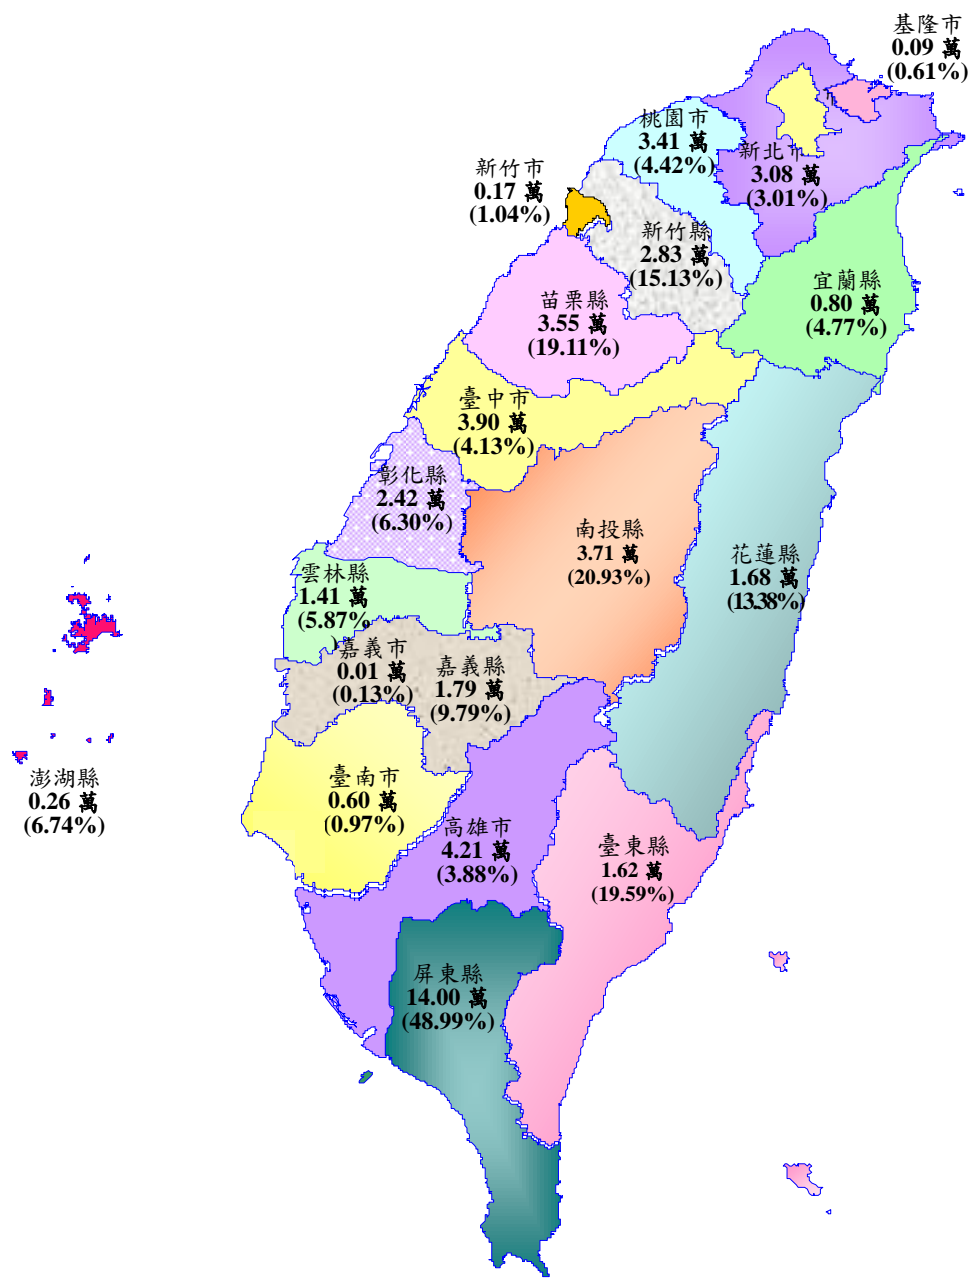 基隆市
0.09 萬
(0.61%)
桃園市
3.41 萬
(4.42%)
新北市
3.08 萬
(3.01%)
新竹市
0.17 萬
(1.04%)
新竹縣
2.83 萬
(15.13%)
宜蘭縣
0.80 萬
(4.77%)
苗栗縣
3.55 萬
(19.11%)
臺中市
3.90 萬
(4.13%)
彰化縣
2.42 萬
(6.30%)
南投縣
3.71 萬
(20.93%)
花蓮縣
1.68 萬
(13.38%)
雲林縣
1.41 萬
(5.87%
)
嘉義市
0.01 萬
(0.13%)
嘉義縣
1.79 萬
(9.79%)
澎湖縣
0.26 萬
(6.74%)
臺南市
0.60 萬
(0.97%)
高雄市
4.21 萬
(3.88%)
臺東縣
1.62 萬
(19.59%)
屏東縣
14.00 萬
(48.99%)